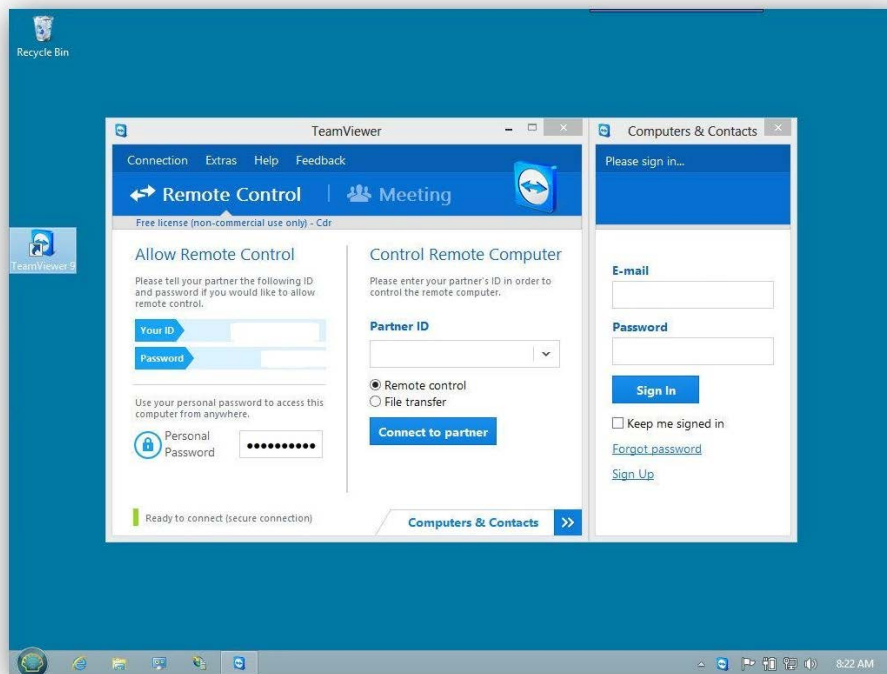 Recycle Bin
TeamViewer 9
TeamViewer
Connection Extras Help Feedback
Remote Control
Meeting
Free license (non-commercial use only) - Cdr
Allow Remote Control
Please tell your partner the following ID
and password if you would like to allow
remote control.
Your ID
Password
Use your personal password to access this
computer from anywhere.
Personal
Password
Ready to connect (secure connection)
Control Remote Computer
Please enter your partner's ID in order to
control the remote computer.
Partner ID
Remote control
File transfer
Connect to partner
Computers & Contacts
Computers & Contacts
Please sign in...
E-mail
Password
Sign In
Keep me signed in
Forgot password
Sign Up
8:22 AM